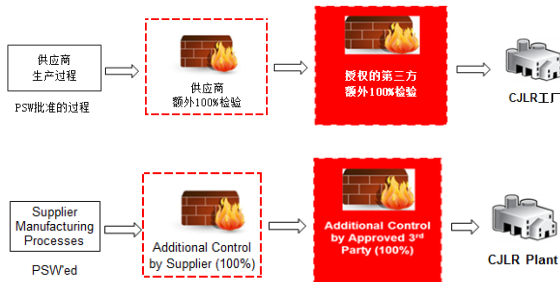 供应商
生产过程
PSW批准的过程
供应商
额外100%检验
授权的第三方
额外100%检验
CJLR工厂
Supplier
Manufacturing
Processes
PSW'ed
Additional Control
by Supplier (100%)
Additional Control
by Approved 3rd
Party (100%)
CJLR Plant